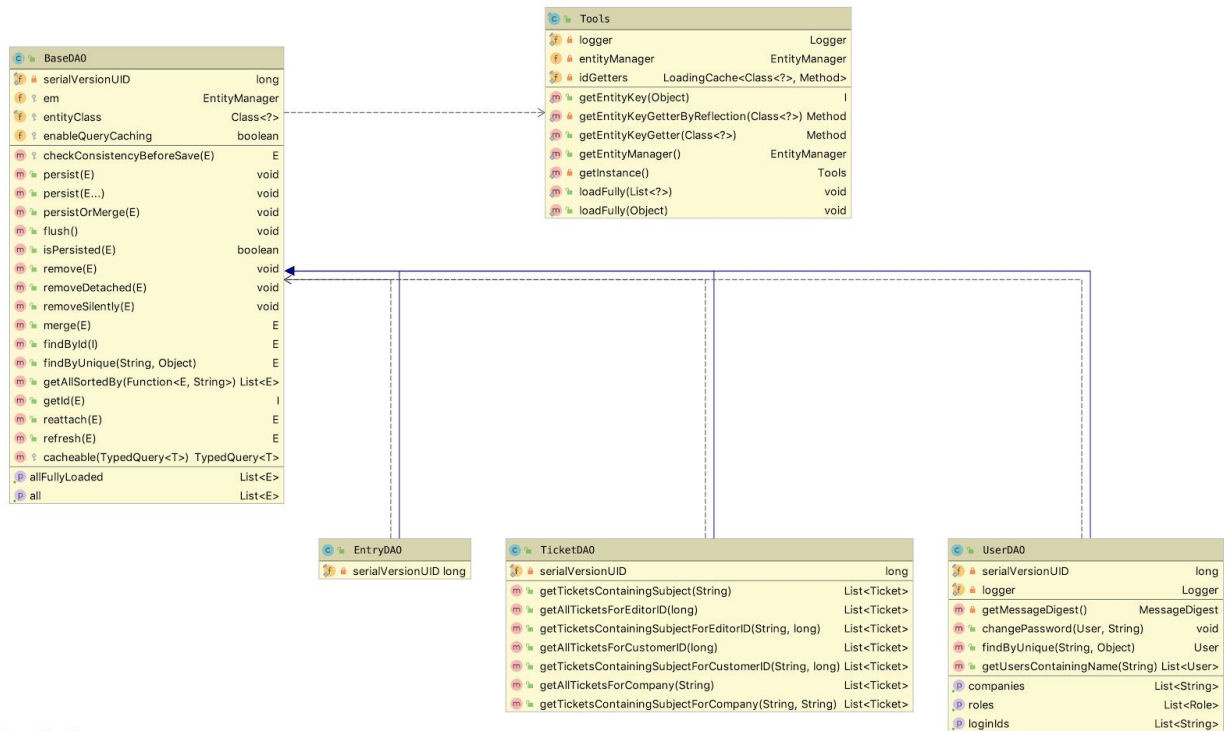 Tools
logger Logger
entityManager EntityManager
idGetters LoadingCache<Class<?>, Method>
getEntityKey(Object) I
getEntityKeyGetterByReflection(Class<?>) Method
getEntityKeyGetter(Class<?>) Method
getEntityManager() EntityManager
getInstance() Tools
loadFully(List<?>) void
loadFully(Object) void
BaseDAO
serialVersionUID long
em EntityManager
entityClass Class<?>
enableQueryCaching boolean
checkConsistencyBeforeSave(E) E
persist(E) void
persist(E...) void
persistOrMerge(E) void
flush() void
isPersisted(E) boolean
remove(E) void
removeDetached(E) void
removeSilently(E) void
merge(E) E
findById(I) E
findByUnique(String, Object) E
getAllSortedBy(Function<E, String>) List<E>
getId(E) I
reattach(E) E
refresh(E) E
cacheable(TypedQuery<T>) TypedQuery<T>
allFullyLoaded List<E>
all List<E>
EntryDAO
serialVersionUID long
TicketDAO
serialVersionUID long
getTicketsContainingSubject(String) List<Ticket>
getAllTicketsForEditorID(long) List<Ticket>
getTicketsContainingSubjectForEditorID(String, long) List<Ticket>
getAllTicketsForCustomerID(long) List<Ticket>
getTicketsContainingSubjectForCustomerID(String, long) List<Ticket>
getAllTicketsForCompany(String) List<Ticket>
getTicketsContainingSubjectForCompany(String, String) List<Ticket>
UserDAO
serialVersionUID long
logger Logger
getMessageDigest() MessageDigest
changePassword(User, String) void
findByUnique(String, Object) User
getUsersContainingName(String) List<User>
companies List<String>
roles List<Role>
loginIds List<String>